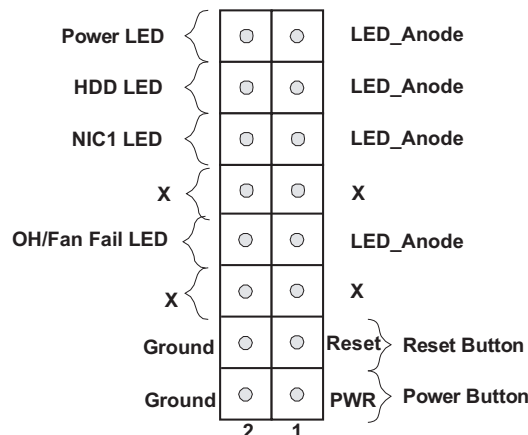 Power LED LED_Anode
HDD LED LED_Anode
NIC1 LED LED_Anode
X X
OH/Fan Fail LED LED_Anode
X X
Ground Reset Reset Button
Ground PWR Power Button
2 1